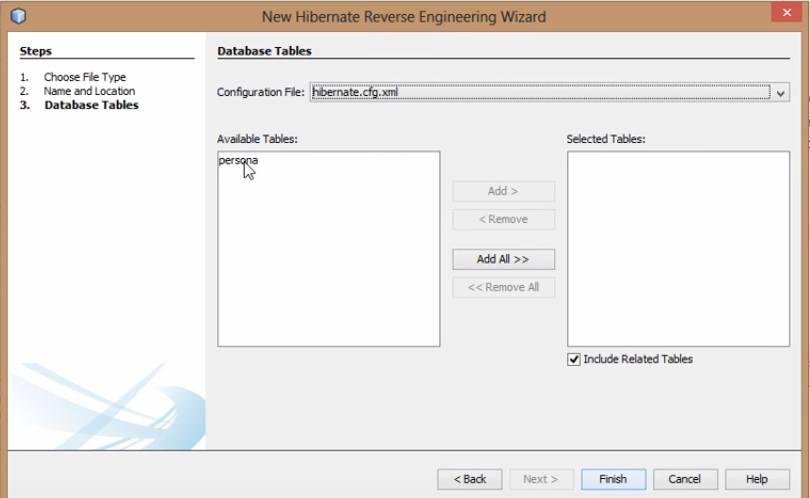 New Hibernate Reverse Engineering Wizard
Steps
1. Choose File Type
2. Name and Location
3. Database Tables
Database Tables
Configuration File: hibernate.cfg.xml
Available Tables:
persona
Add >
< Remove
Add All >>
<< Remove All
Selected Tables:
Include Related Tables
< Back Next > Finish Cancel Help